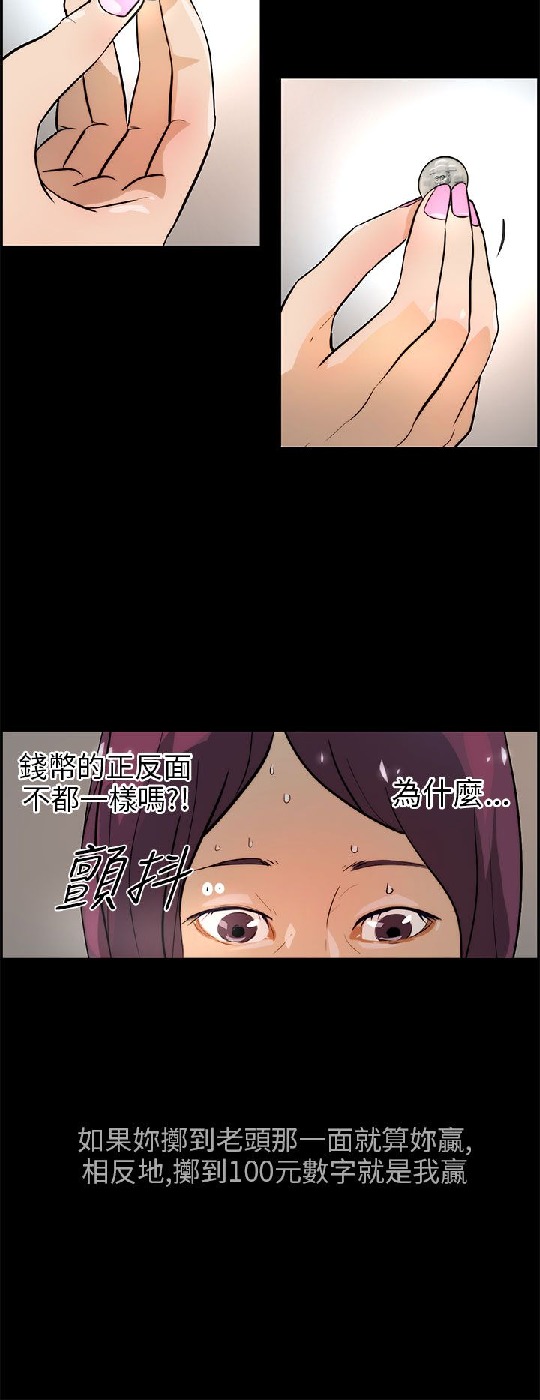 錢幣的正反面
不都一樣嗎?!
為什麼...
顫抖
如果妳擲到老頭那一面就算妳贏,
相反地,擲到100元數字就是我贏